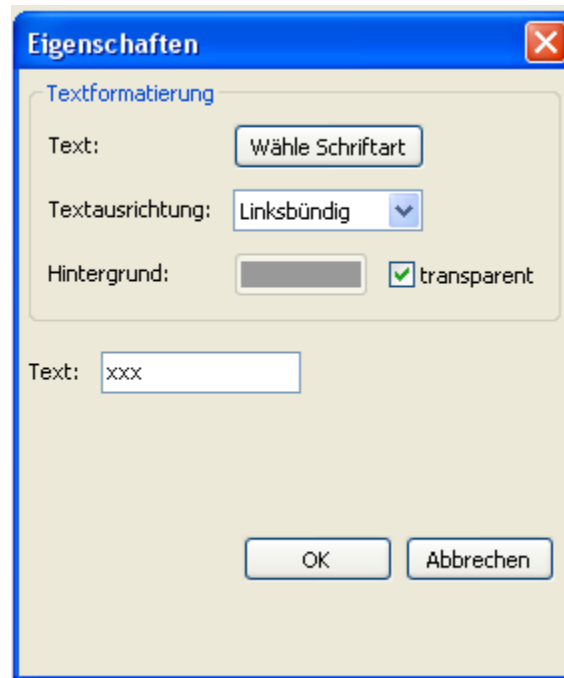 Eigenschaften
Textformatierung
Text: Wähle Schriftart
Textausrichtung: Linksbündig
Hintergrund: transparent
Text: xxx
OK Abbrechen